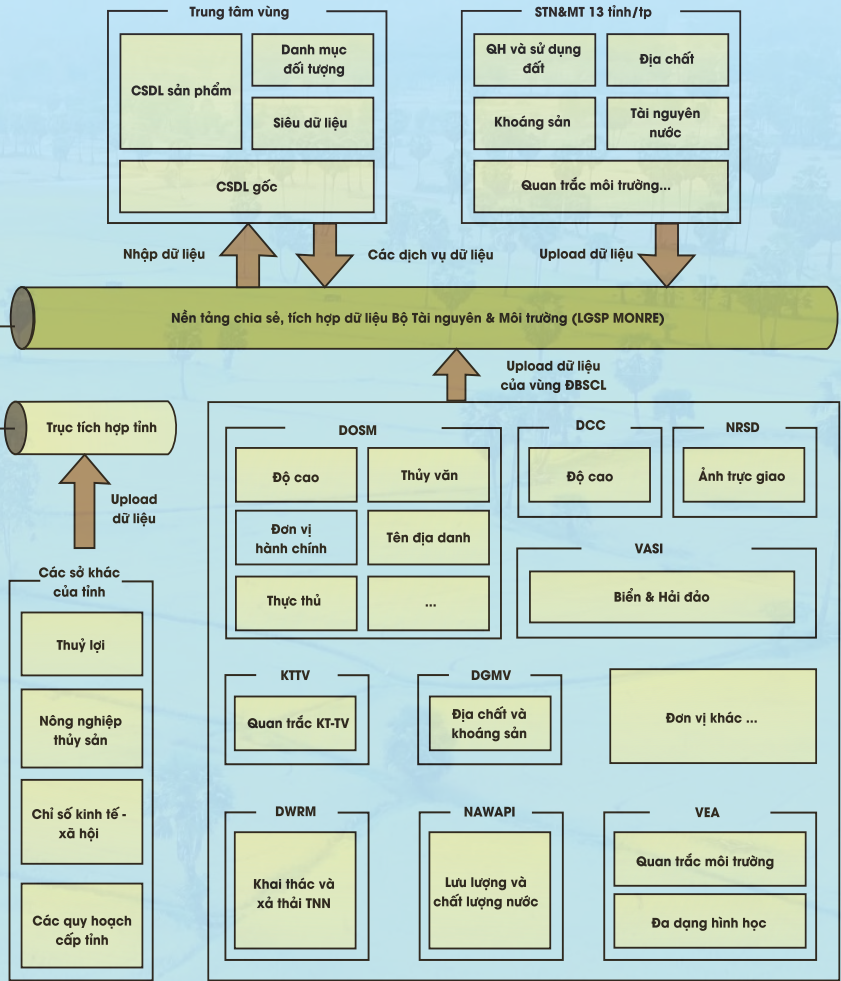 Trung tâm vùng
CSDL sản phẩm
Danh mục
đối tượng
Siêu dữ liệu
CSDL gốc
STN&MT 13 tỉnh/tp
QH và sử dụng
đất
Địa chất
Khoáng sản
Tài nguyên
nước
Quan trắc môi trường...
Nhập dữ liệu
Các dịch vụ dữ liệu
Upload dữ liệu
Nền tảng chia sẻ, tích hợp dữ liệu Bộ Tài nguyên & Môi trường (LGSP MONRE)
Upload dữ liệu
của vùng ĐBSCL
Trục tích hợp tỉnh
Upload
dữ liệu
Các sở khác
của tỉnh
Thuỷ lợi
Nông nghiệp
thủy sản
Chỉ số kinh tế -
xã hội
Các quy hoạch
cấp tỉnh
DOSM
Độ cao
Thủy văn
Đơn vị
hành chính
Tên địa danh
Thực thủ
...
DCC
Độ cao
NRSD
Ảnh trực giao
VASI
Biển & Hải đảo
KTTV
Quan trắc KT-TV
DGMV
Địa chất và
khoáng sản
Đơn vị khác ...
DWRM
Khai thác và
xả thải TNN
NAWAPI
Lưu lượng và
chất lượng nước
VEA
Quan trắc môi trường
Đa dạng hình học